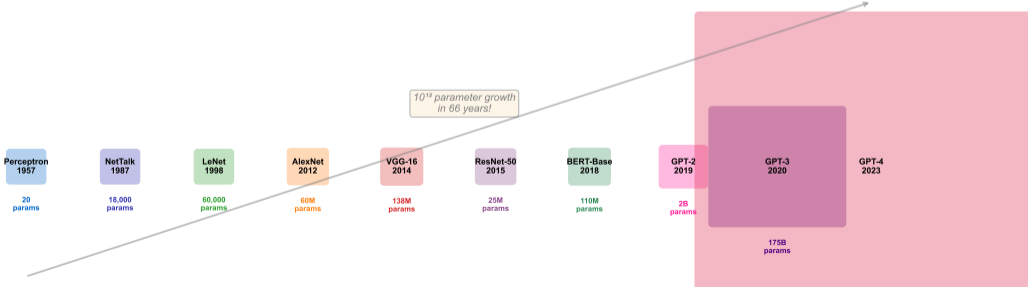 10¹² parameter growth
in 66 years!
Perceptron
1957
20
params
NetTalk
1987
18,000
params
LeNet
1998
60,000
params
AlexNet
2012
60M
params
VGG-16
2014
138M
params
ResNet-50
2015
25M
params
BERT-Base
2018
110M
params
GPT-2
2019
2B
params
GPT-3
2020
175B
params
GPT-4
2023